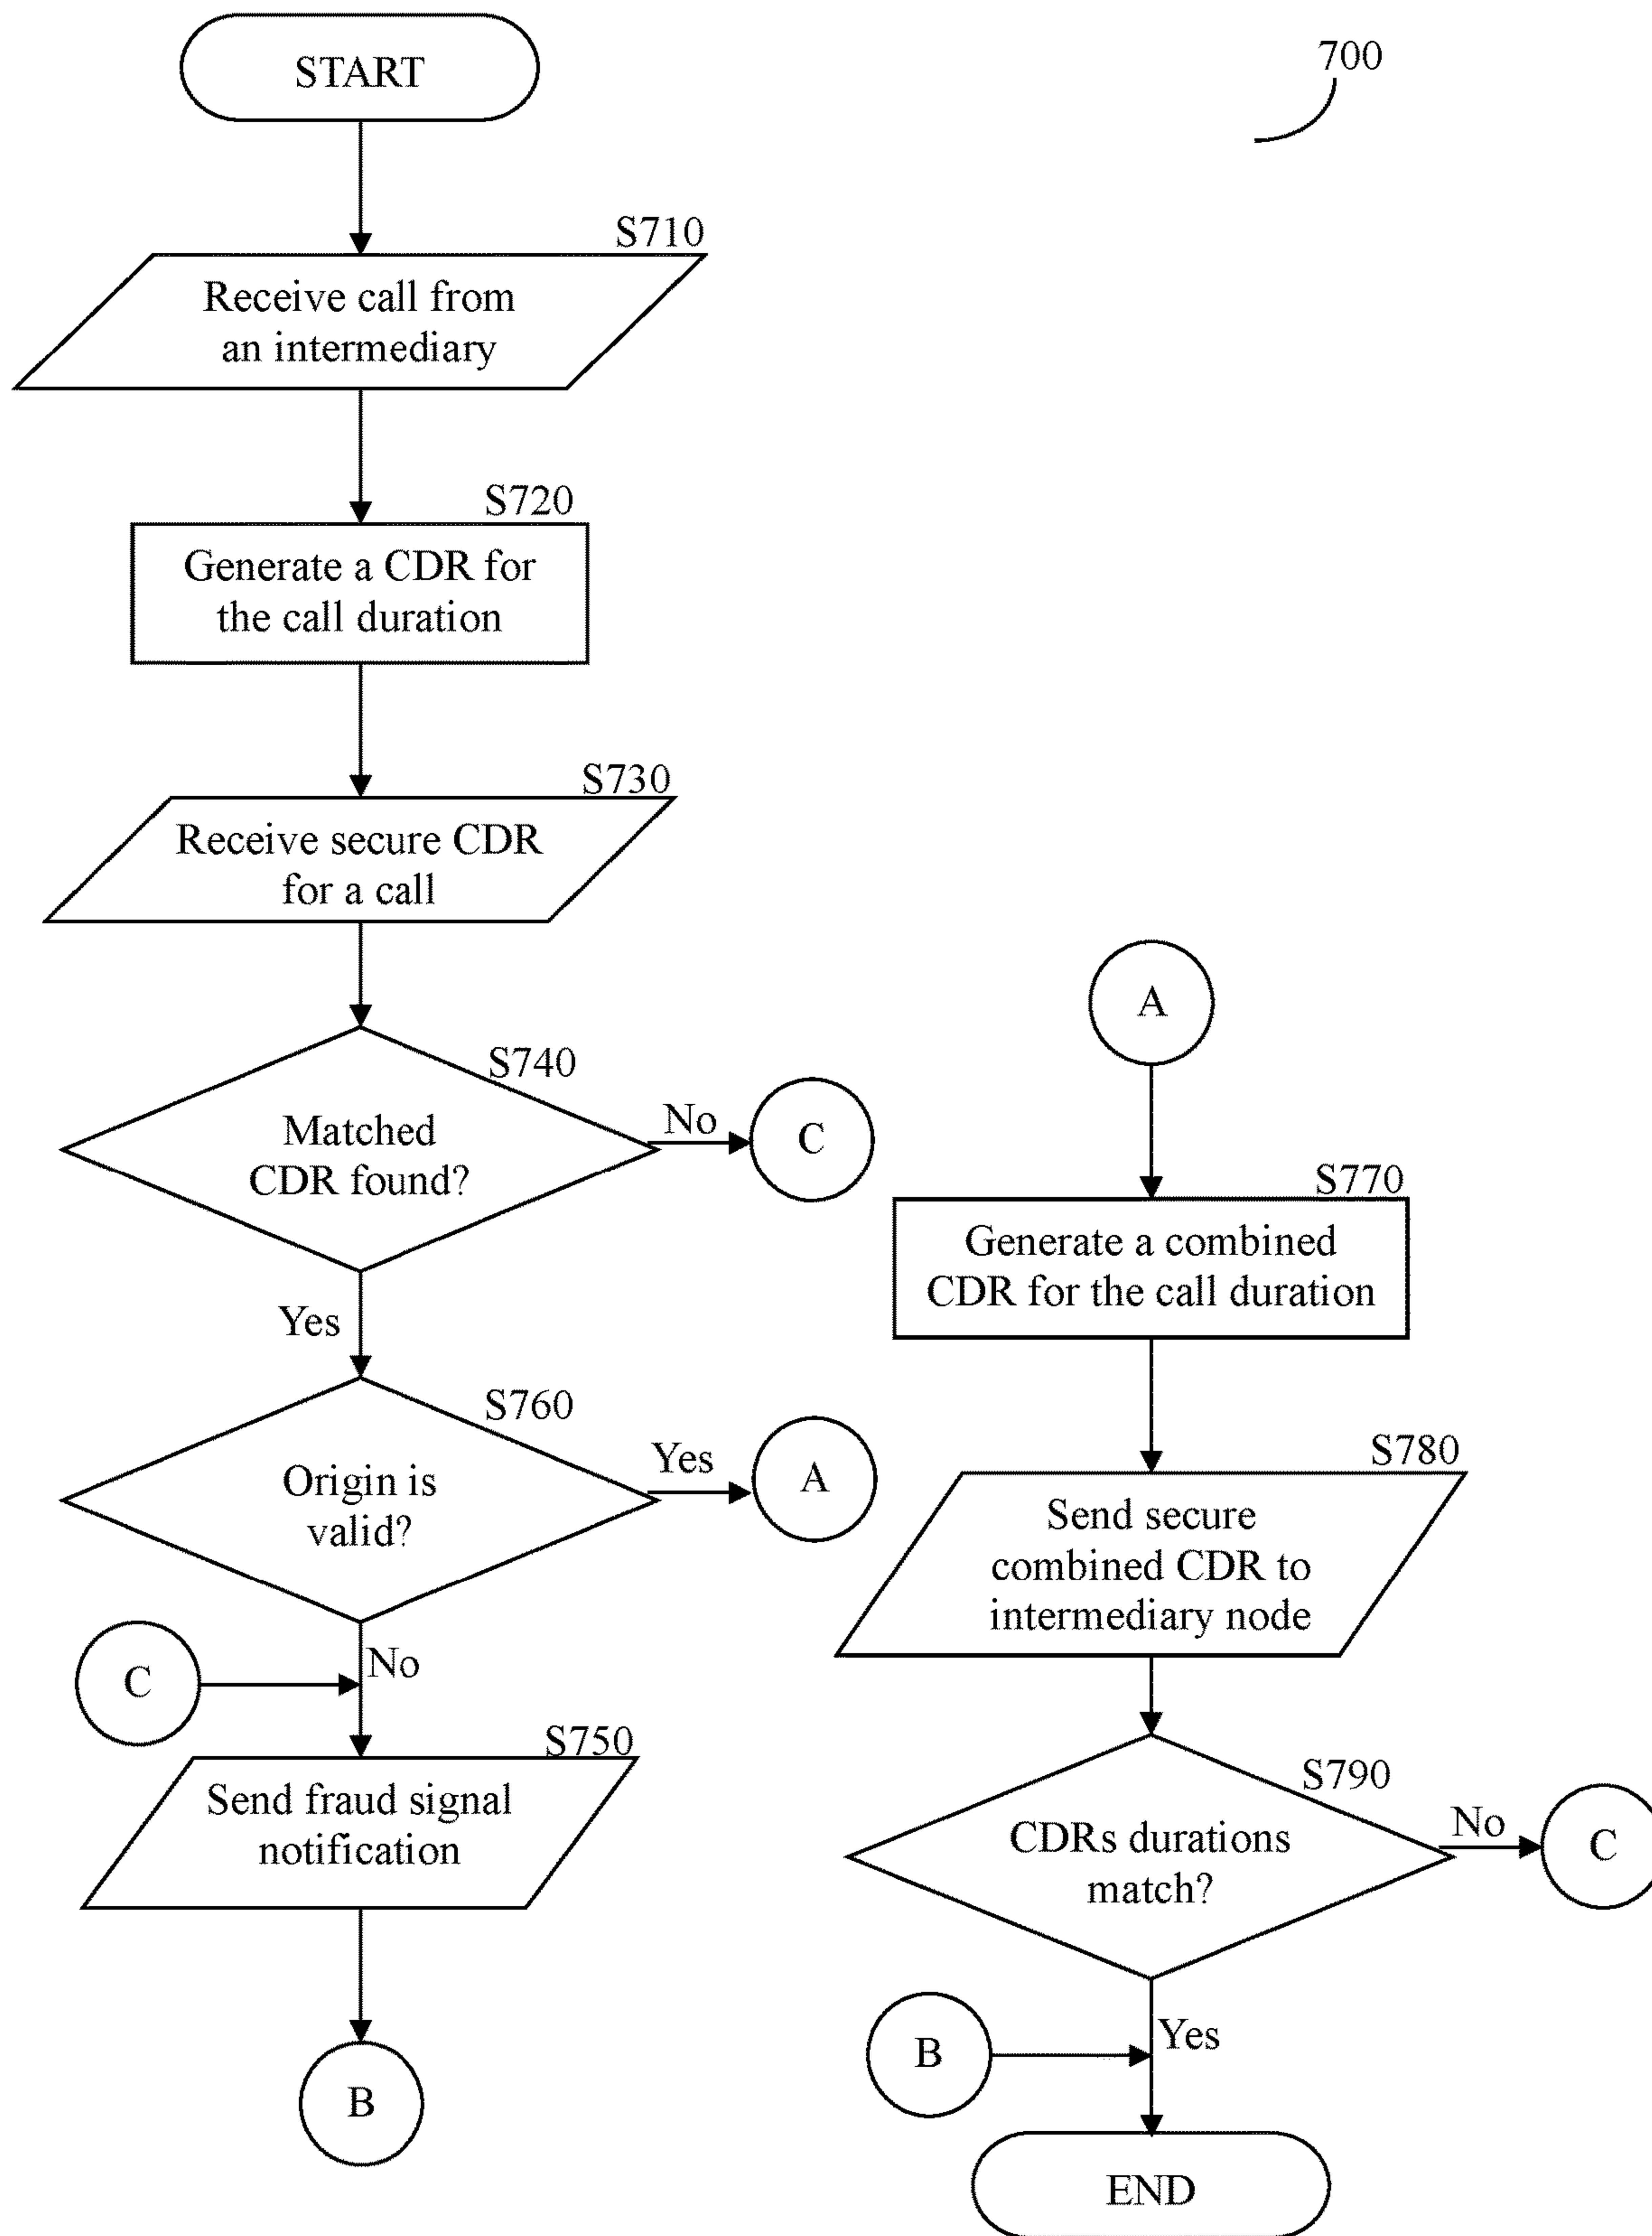 START
700
S710
Receive call from
an intermediary
S720
Generate a CDR for
the call duration
S730
Receive secure CDR
for a call
S740
Matched
CDR found?
No
C
Yes
S760
Origin is
valid?
Yes
A
No
C
S750
Send fraud signal
notification
B
A
S770
Generate a combined
CDR for the call duration
S780
Send secure
combined CDR to
intermediary node
S790
CDRs durations
match?
No
C
Yes
B
END